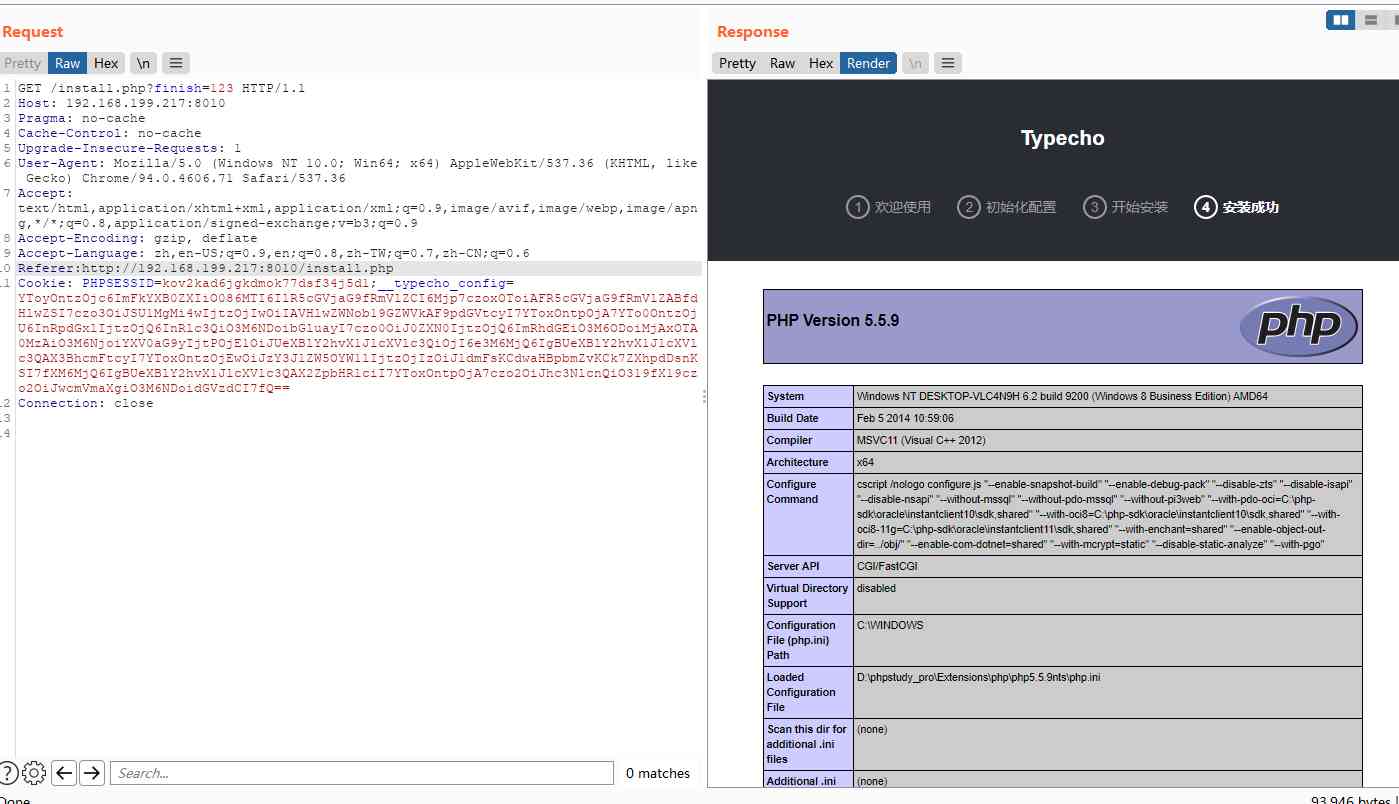 Request
Pretty Raw Hex \n
1 GET /install.php?finish=123 HTTP/1.1
2 Host: 192.168.199.217:8010
3 Pragma: no-cache
4 Cache-Control: no-cache
5 Upgrade-Insecure-Requests: 1
6 User-Agent: Mozilla/5.0 (Windows NT 10.0; Win64; x64) AppleWebKit/537.36 (KHTML, like
Gecko) Chrome/94.0.4606.71 Safari/537.36
7 Accept:
text/html,application/xhtml+xml,application/xml;q=0.9,image/avif,image/webp,image/apn
g,*/*;q=0.8,application/signed-exchange;v=b3;q=0.9
8 Accept-Encoding: gzip, deflate
9 Accept-Language: zh,en-US;q=0.9,en;q=0.8,zh-TW;q=0.7,zh-CN;q=0.6
0 Referer:http://192.168.199.217:8010/install.php
1 Cookie: PHPSESSID=kov2kad6jgkdmok77dsf34j5d1;__typecho_config=
2 Connection: close
3
4
? Search... 0 matches
Done
Response
Pretty Raw Hex Render \n
Typecho
1 欢迎使用 2 初始化配置 3 开始安装 4 安装成功
PHP Version 5.5.9
php
System Windows NT DESKTOP-VLC4N9H 6.2 build 9200 (Windows 8 Business Edition) AMD64
Build Date Feb 5 2014 10:59:06
Compiler MSVC11 (Visual C++ 2012)
Architecture x64
Configure Command cscript /nologo configure.js "--enable-snapshot-build" "--enable-debug-pack" "--disable-zts" "--disable-isapi"
"--disable-nsapi" "--without-mssql" "--without-pdo-mssql" "--without-pi3web" "--with-pdo-oci=C:\php-
sdk\oracle\instantclient10\sdk,shared" "--with-oci8=C:\php-sdk\oracle\instantclient10\sdk,shared" "--with-
oci8-11g=C:\php-sdk\oracle\instantclient11\sdk,shared" "--with-enchant=shared" "--enable-object-out-
dir=../obj/" "--enable-com-dotnet=shared" "--with-mcrypt=static" "--disable-static-analyze" "--with-pgo"
Server API CGI/FastCGI
Virtual Directory Support disabled
Configuration File (php.ini) Path C:\WINDOWS
Loaded Configuration File D:\phpstudy_pro\Extensions\php\php5.5.9nts\php.ini
Scan this dir for additional .ini files (none)
Additional .ini (none)
93,946 bytes